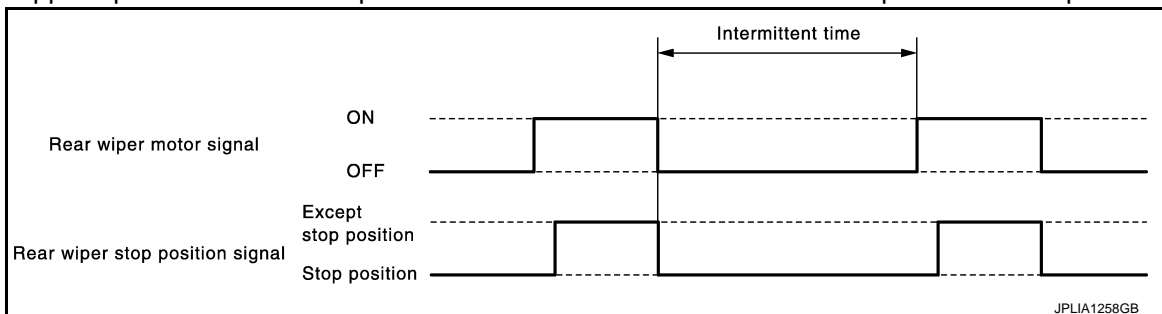 Intermittent time
ON
Rear wiper motor signal
OFF
Except
stop position
Rear wiper stop position signal
Stop position
JPLIA1258GB